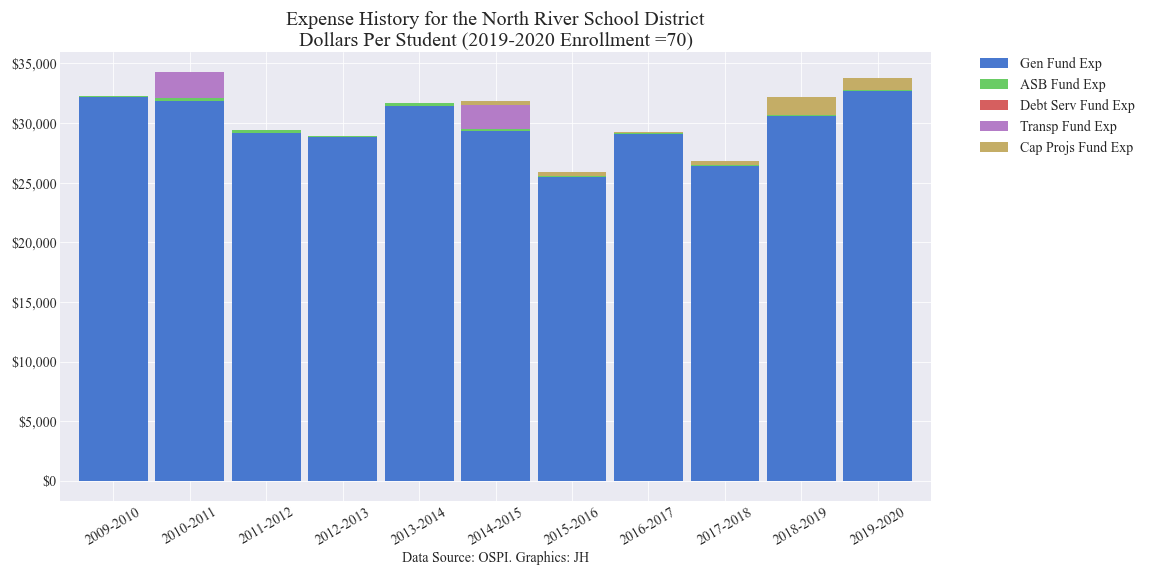 Expense History for the North River School District
Dollars Per Student (2019-2020 Enrollment =70)
$35,000
$30,000
$25,000
$20,000
$15,000
$10,000
$5,000
$0
2009-2010
2010-2011
2011-2012
2012-2013
2013-2014
2014-2015
2015-2016
2016-2017
2017-2018
2018-2019
2019-2020
Data Source: OSPI. Graphics: JH
Gen Fund Exp
ASB Fund Exp
Debt Serv Fund Exp
Transp Fund Exp
Cap Projs Fund Exp